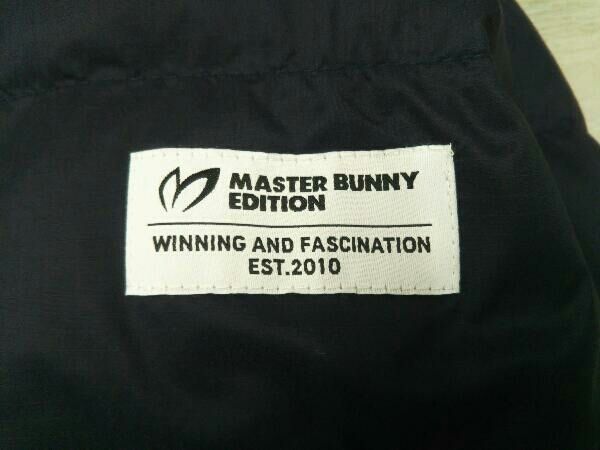 MASTER BUNNY
EDITION
WINNING AND FASCINATION
EST.2010